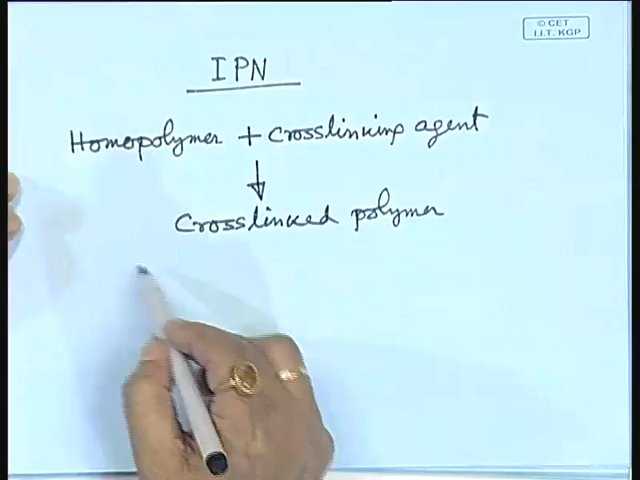 © CET
I.I.T. KGP
IPN
Homopolymer + Crosslinking agent
↓
Crosslinked polymer